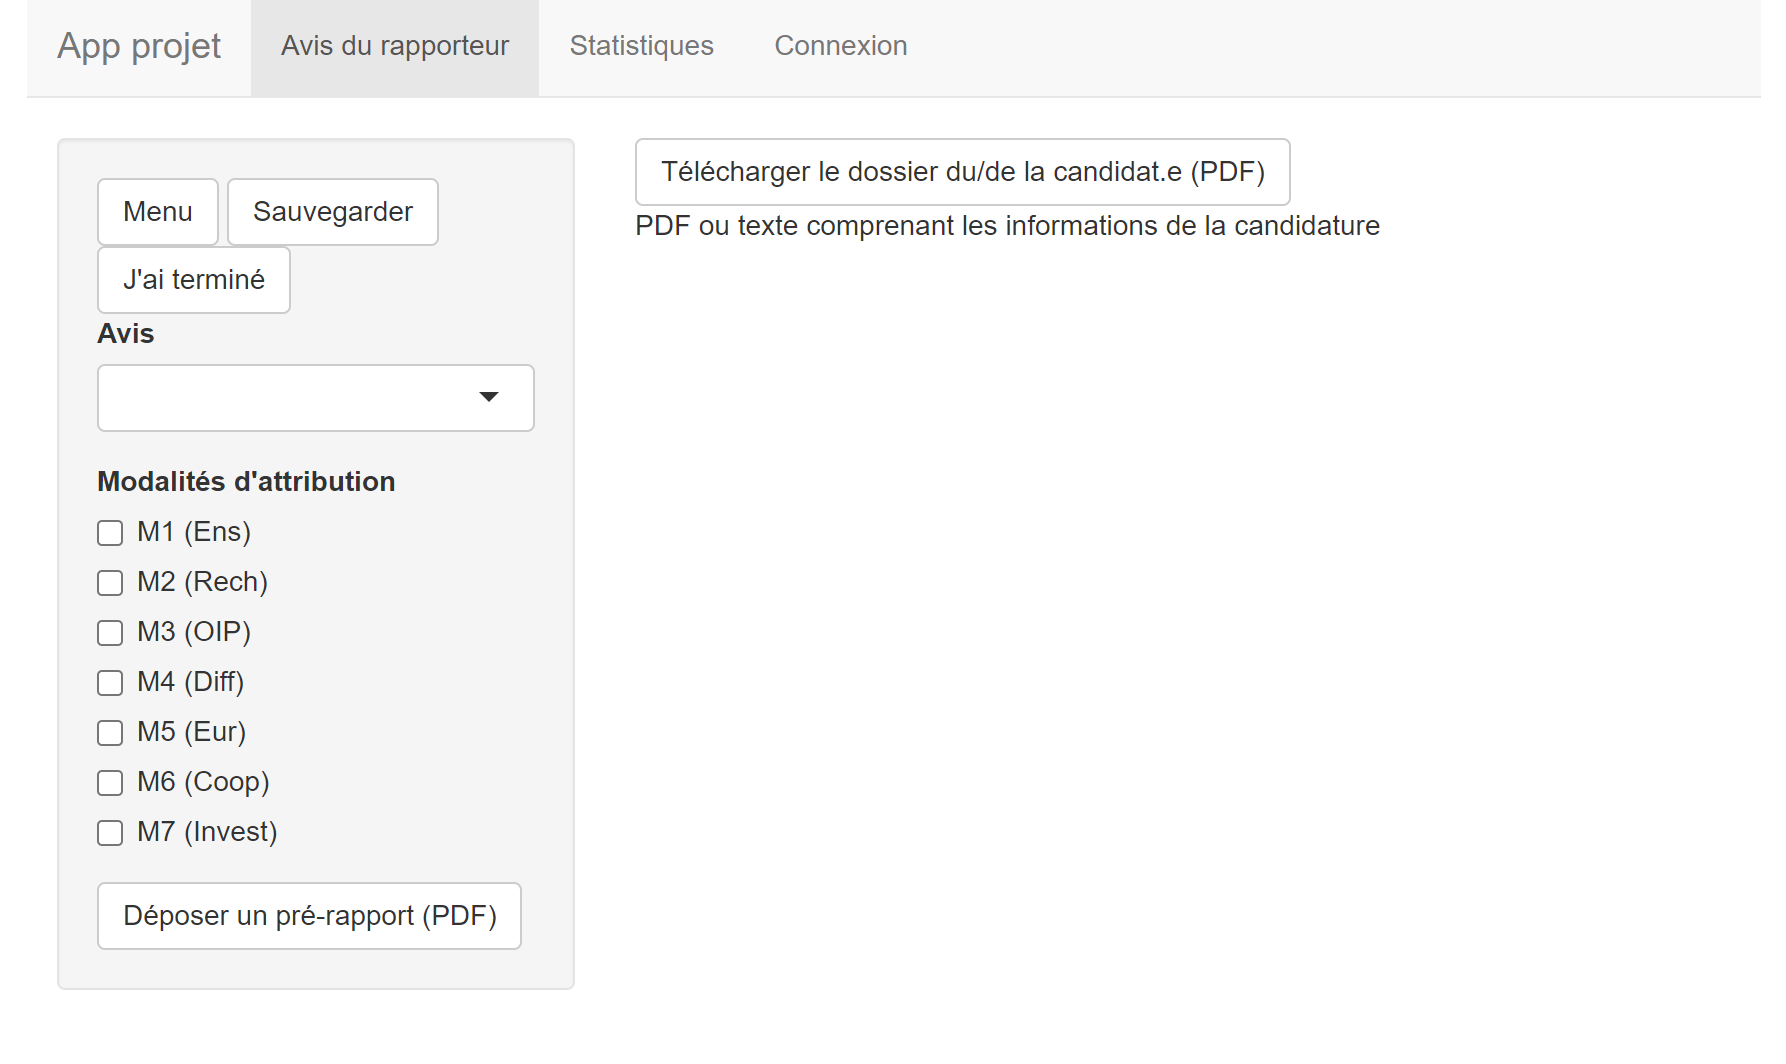 App projet Avis du rapporteur Statistiques Connexion
Menu Sauvegarder
J'ai terminé
Avis
Modalités d'attribution
M1 (Ens)
M2 (Rech)
M3 (OIP)
M4 (Diff)
M5 (Eur)
M6 (Coop)
M7 (Invest)
Déposer un pré-rapport (PDF)
Télécharger le dossier du/de la candidat.e (PDF)
PDF ou texte comprenant les informations de la candidature